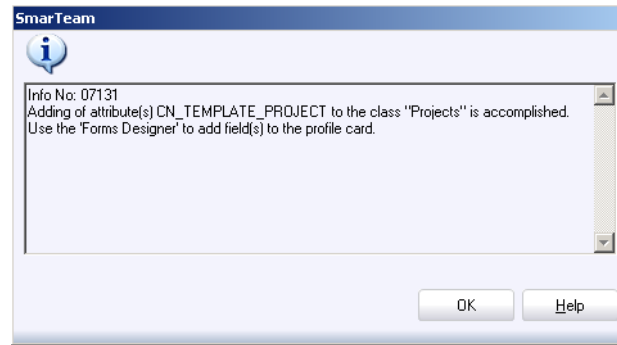 SmarTeam
Info No: 07131
Adding of attribute(s) CN_TEMPLATE_PROJECT to the class "Projects" is accomplished.
Use the 'Forms Designer' to add field(s) to the profile card.
OK
Help